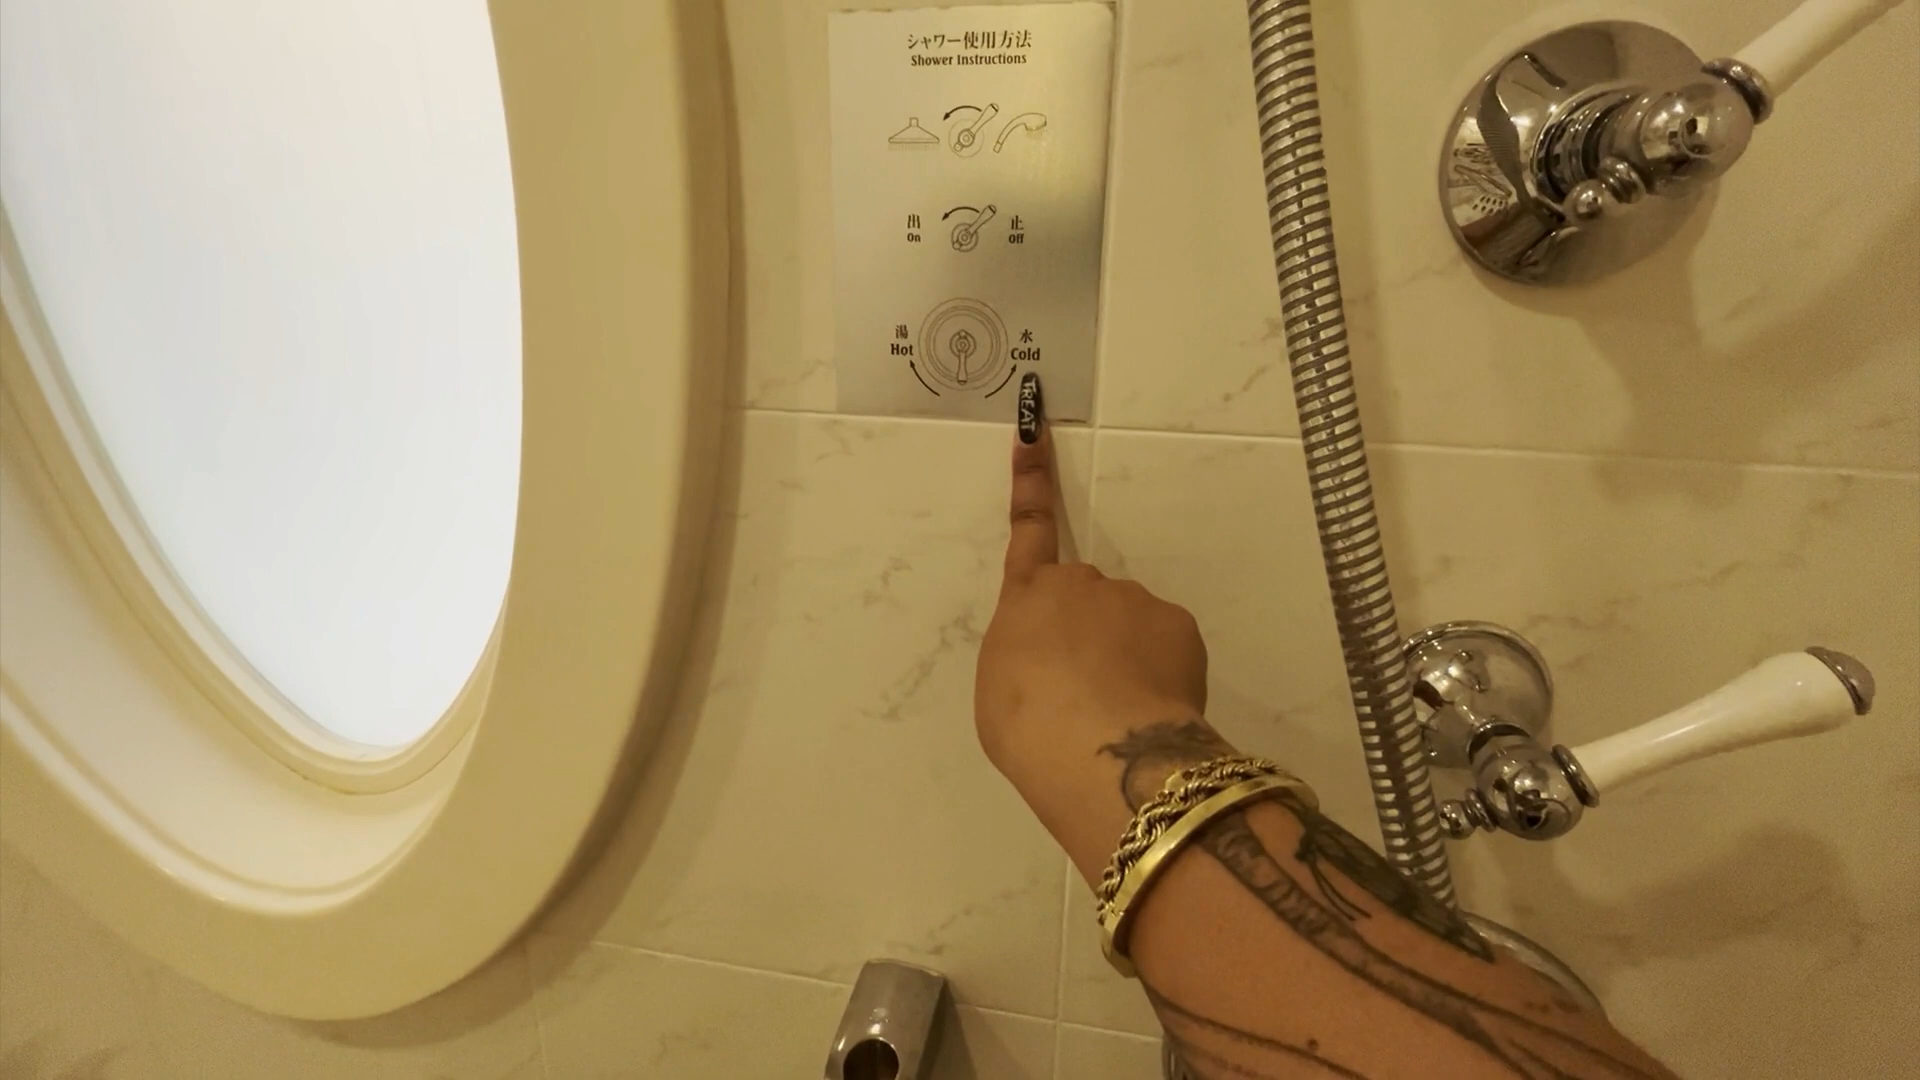 シャワー使用方法
Shower Instructions
出 止
On Off
湯 水
Hot Cold
TREAT